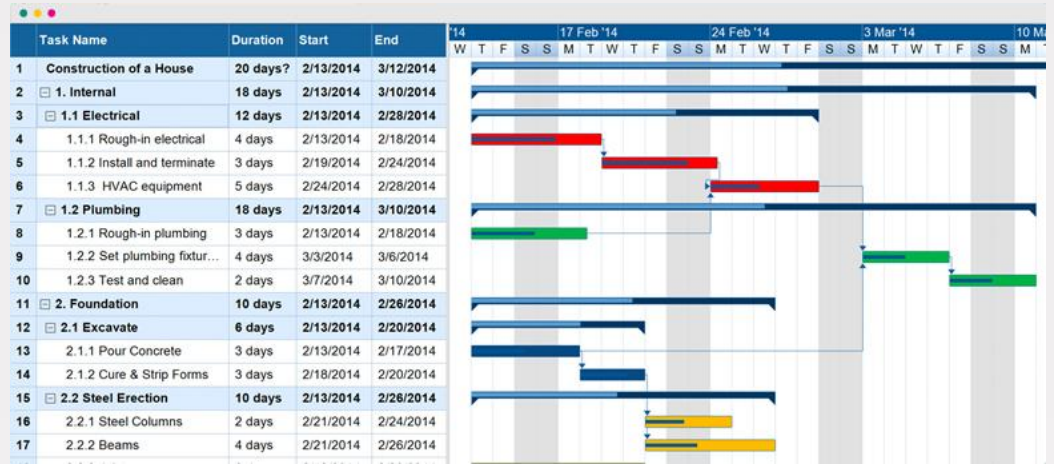 '14 17 Feb '14 24 Feb '14 3 Mar '14
Task Name Duration Start End
W T F S S M T W T F S S M T W T F S S M T W T F S S M T
1 Construction of a House 20 days? 2/13/2014 3/12/2014
2 1. Internal 18 days 2/13/2014 3/10/2014
3 1.1 Electrical 12 days 2/13/2014 2/28/2014
4 1.1.1 Rough-in electrical 4 days 2/13/2014 2/18/2014
5 1.1.2 Install and terminate 3 days 2/19/2014 2/24/2014
6 1.1.3 HVAC equipment 5 days 2/24/2014 2/28/2014
7 1.2 Plumbing 18 days 2/13/2014 3/10/2014
8 1.2.1 Rough-in plumbing 3 days 2/13/2014 2/18/2014
9 1.2.2 Set plumbing fixtur... 4 days 3/3/2014 3/6/2014
10 1.2.3 Test and clean 2 days 3/7/2014 3/10/2014
11 2. Foundation 10 days 2/13/2014 2/26/2014
12 2.1 Excavate 6 days 2/13/2014 2/20/2014
13 2.1.1 Pour Concrete 3 days 2/13/2014 2/17/2014
14 2.1.2 Cure & Strip Forms 3 days 2/18/2014 2/20/2014
15 2.2 Steel Erection 10 days 2/13/2014 2/26/2014
16 2.2.1 Steel Columns 2 days 2/21/2014 2/24/2014
17 2.2.2 Beams 4 days 2/21/2014 2/26/2014